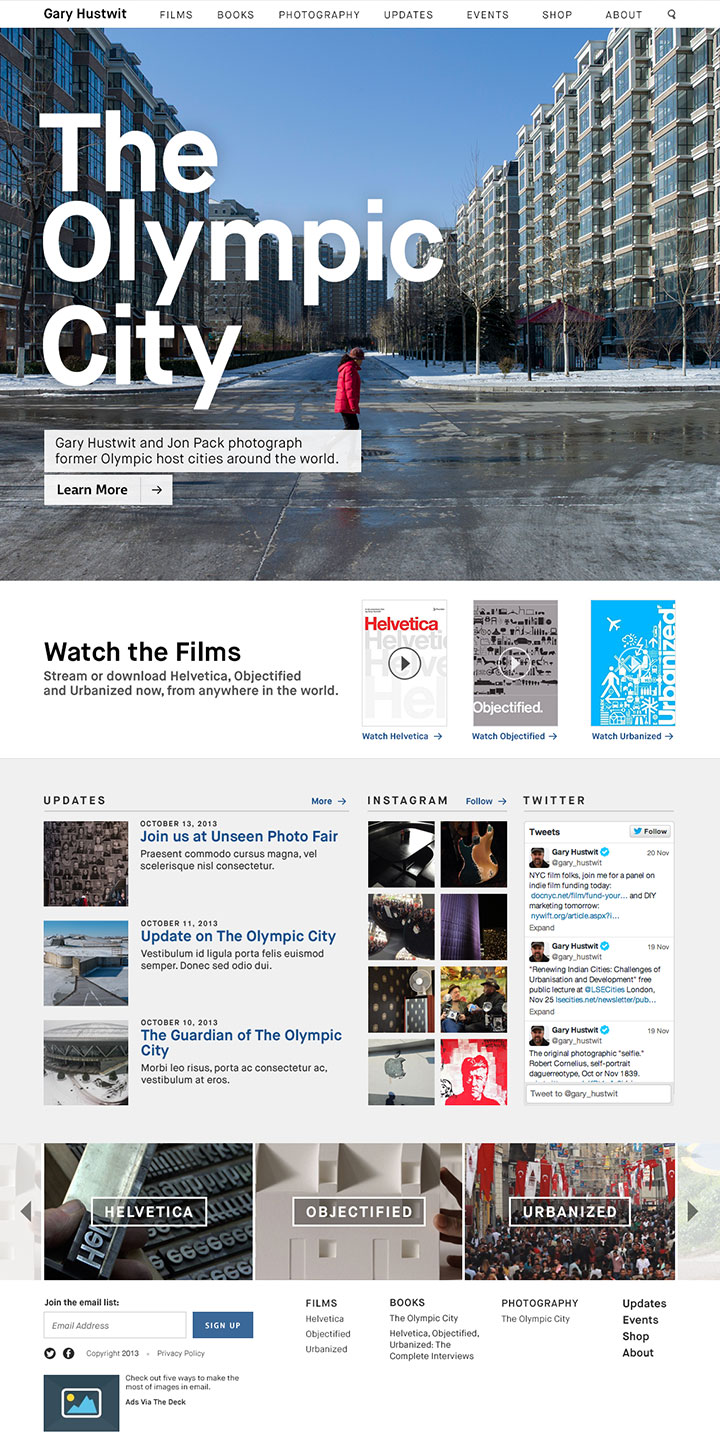 Gary Hustwit
FILMS
BOOKS
PHOTOGRAPHY
UPDATES
EVENTS
SHOP
ABOUT
The
Olympic
City
Gary Hustwit and Jon Pack photograph
former Olympic host cities around the world.
Learn More →
Watch the Films
Stream or download Helvetica, Objectified
and Urbanized now, from anywhere in the world.
Helvetica
Helvetic
Helve
Hel
Watch Helvetica →
Objectified.
Watch Objectified →
Urbanized.
Watch Urbanized →
UPDATES
More →
OCTOBER 13, 2013
Join us at Unseen Photo Fair
Praesent commodo cursus magna, vel
scelerisque nisl consectetur.
OCTOBER 11, 2013
Update on The Olympic City
Vestibulum id ligula porta felis euismod
semper. Donec sed odio dui.
OCTOBER 10, 2013
The Guardian of The Olympic
City
Morbi leo risus, porta ac consectetur ac,
vestibulum at eros.
INSTAGRAM
Follow →
TWITTER
Tweets
Follow
Gary Hustwit
20 Nov
@gary_hustwit
NYC film folks, join me for a panel on
indie film funding today:
docnyc.net/film/fund-your… and DIY
marketing tomorrow:
nywift.org/article.aspx?i…
Expand
Gary Hustwit
19 Nov
@gary_hustwit
"Renewing Indian Cities: Challenges of
Urbanisation and Development" free
public lecture at @LSECities London,
Nov 25 lsecities.net/newsletter/pub…
Expand
Gary Hustwit
19 Nov
@gary_hustwit
The original photographic "selfie."
Robert Cornelius, self-portrait
daguerreotype, Oct or Nov 1839.
Tweet to @gary_hustwit
HELVETICA
OBJECTIFIED
URBANIZED
Join the email list:
Email Address
SIGN UP
Copyright 2013 - Privacy Policy
Check out five ways to make the
most of images in email.
Ads Via The Deck
FILMS
Helvetica
Objectified
Urbanized
BOOKS
The Olympic City
Helvetica, Objectified,
Urbanized: The
Complete Interviews
PHOTOGRAPHY
The Olympic City
Updates
Events
Shop
About